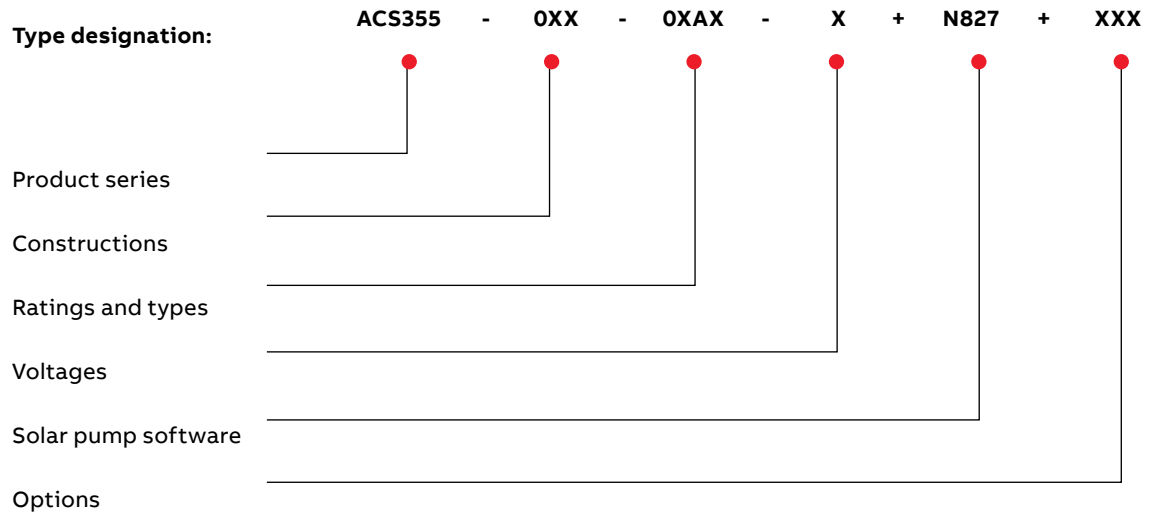 Type designation: ACS355 - 0XX - 0XAX - X + N827 + XXX
Product series
Constructions
Ratings and types
Voltages
Solar pump software
Options